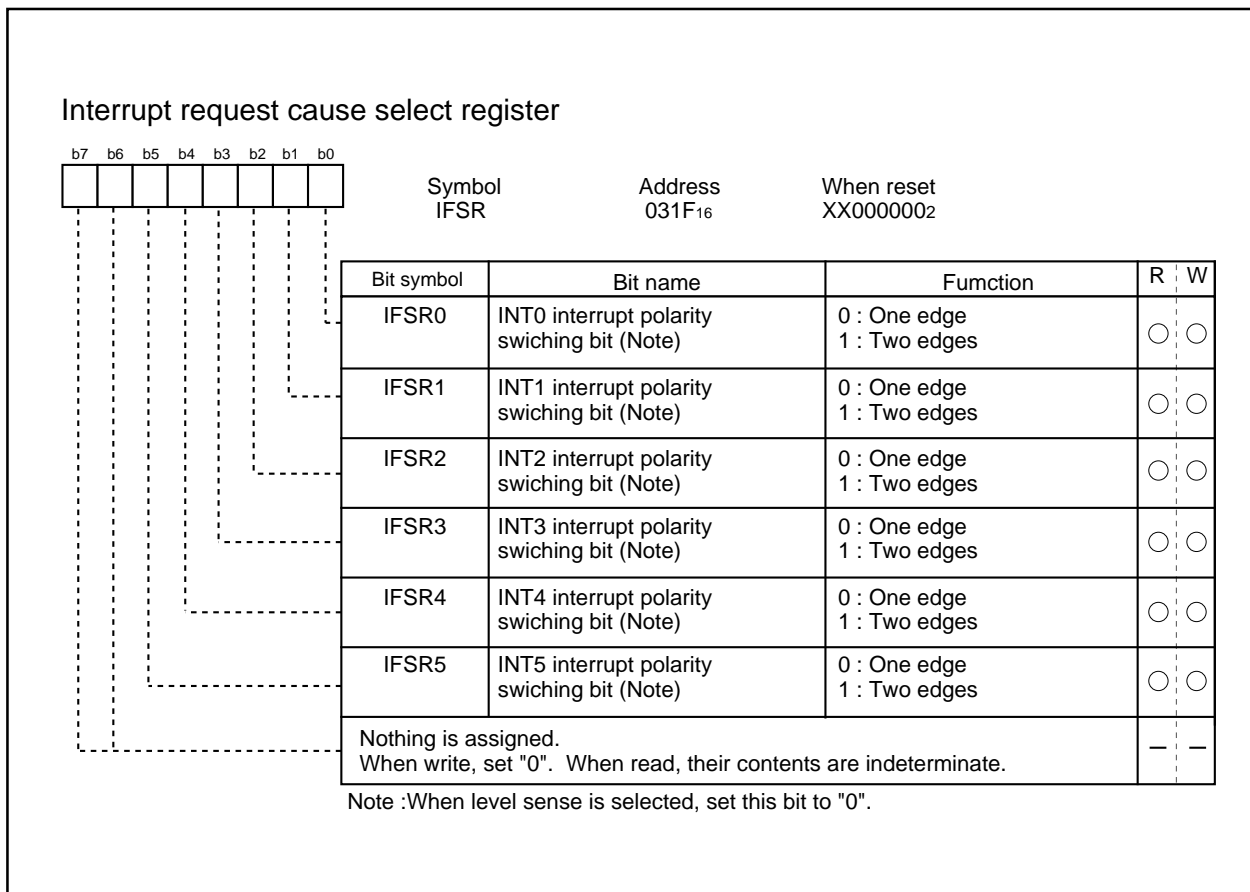 Interrupt request cause select register
b7 b6 b5 b4 b3 b2 b1 b0
Symbol Address When reset
IFSR 031F16 XX0000002
Bit symbol Bit name Fumction R W
IFSR0 INT0 interrupt polarity 0 : One edge
swiching bit (Note) 1 : Two edges
IFSR1 INT1 interrupt polarity 0 : One edge
swiching bit (Note) 1 : Two edges
IFSR2 INT2 interrupt polarity 0 : One edge
swiching bit (Note) 1 : Two edges
IFSR3 INT3 interrupt polarity 0 : One edge
swiching bit (Note) 1 : Two edges
IFSR4 INT4 interrupt polarity 0 : One edge
swiching bit (Note) 1 : Two edges
IFSR5 INT5 interrupt polarity 0 : One edge
swiching bit (Note) 1 : Two edges
Nothing is assigned.
When write, set "0". When read, their contents are indeterminate. – –
Note :When level sense is selected, set this bit to "0".